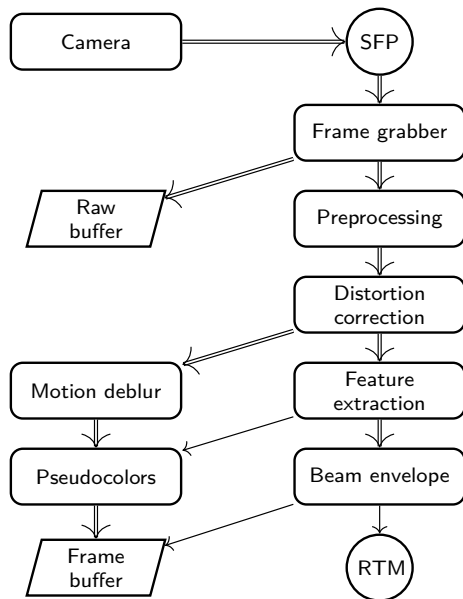 Camera
SFP
Frame grabber
Raw
buffer
Preprocessing
Distortion
correction
Motion deblur
Feature
extraction
Pseudocolors
Beam envelope
Frame
buffer
RTM